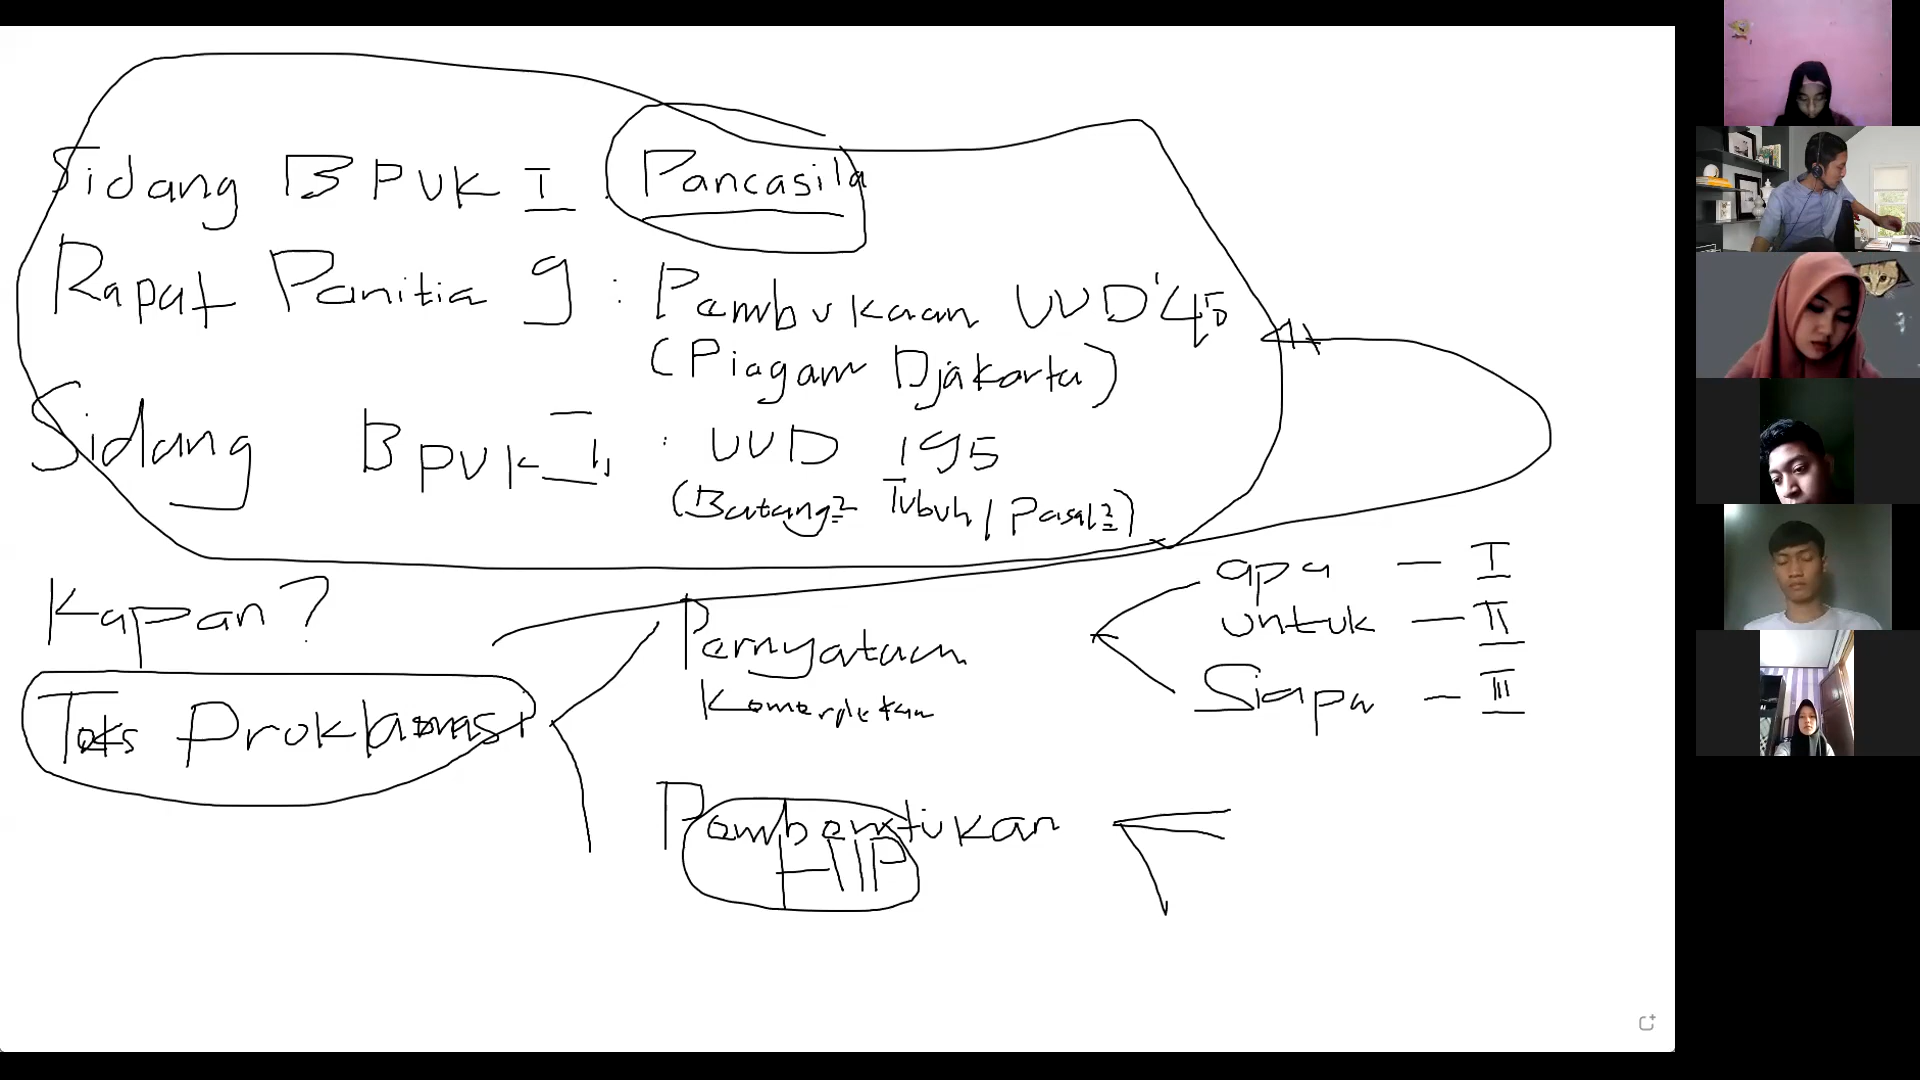 Sidang BPUK I : Pancasila
Rapat Panitia 9 : Pembukaan UUD'45
(Piagam Djakarta)
Sidang BPUK II : UUD 195
(Batang2 Tubuh / Pasal2)
Kapan?
Teks Proklamasi
Pernyataan
Kemerdekaan
apa - I
untuk - II
Siapa - III
Pembentukan